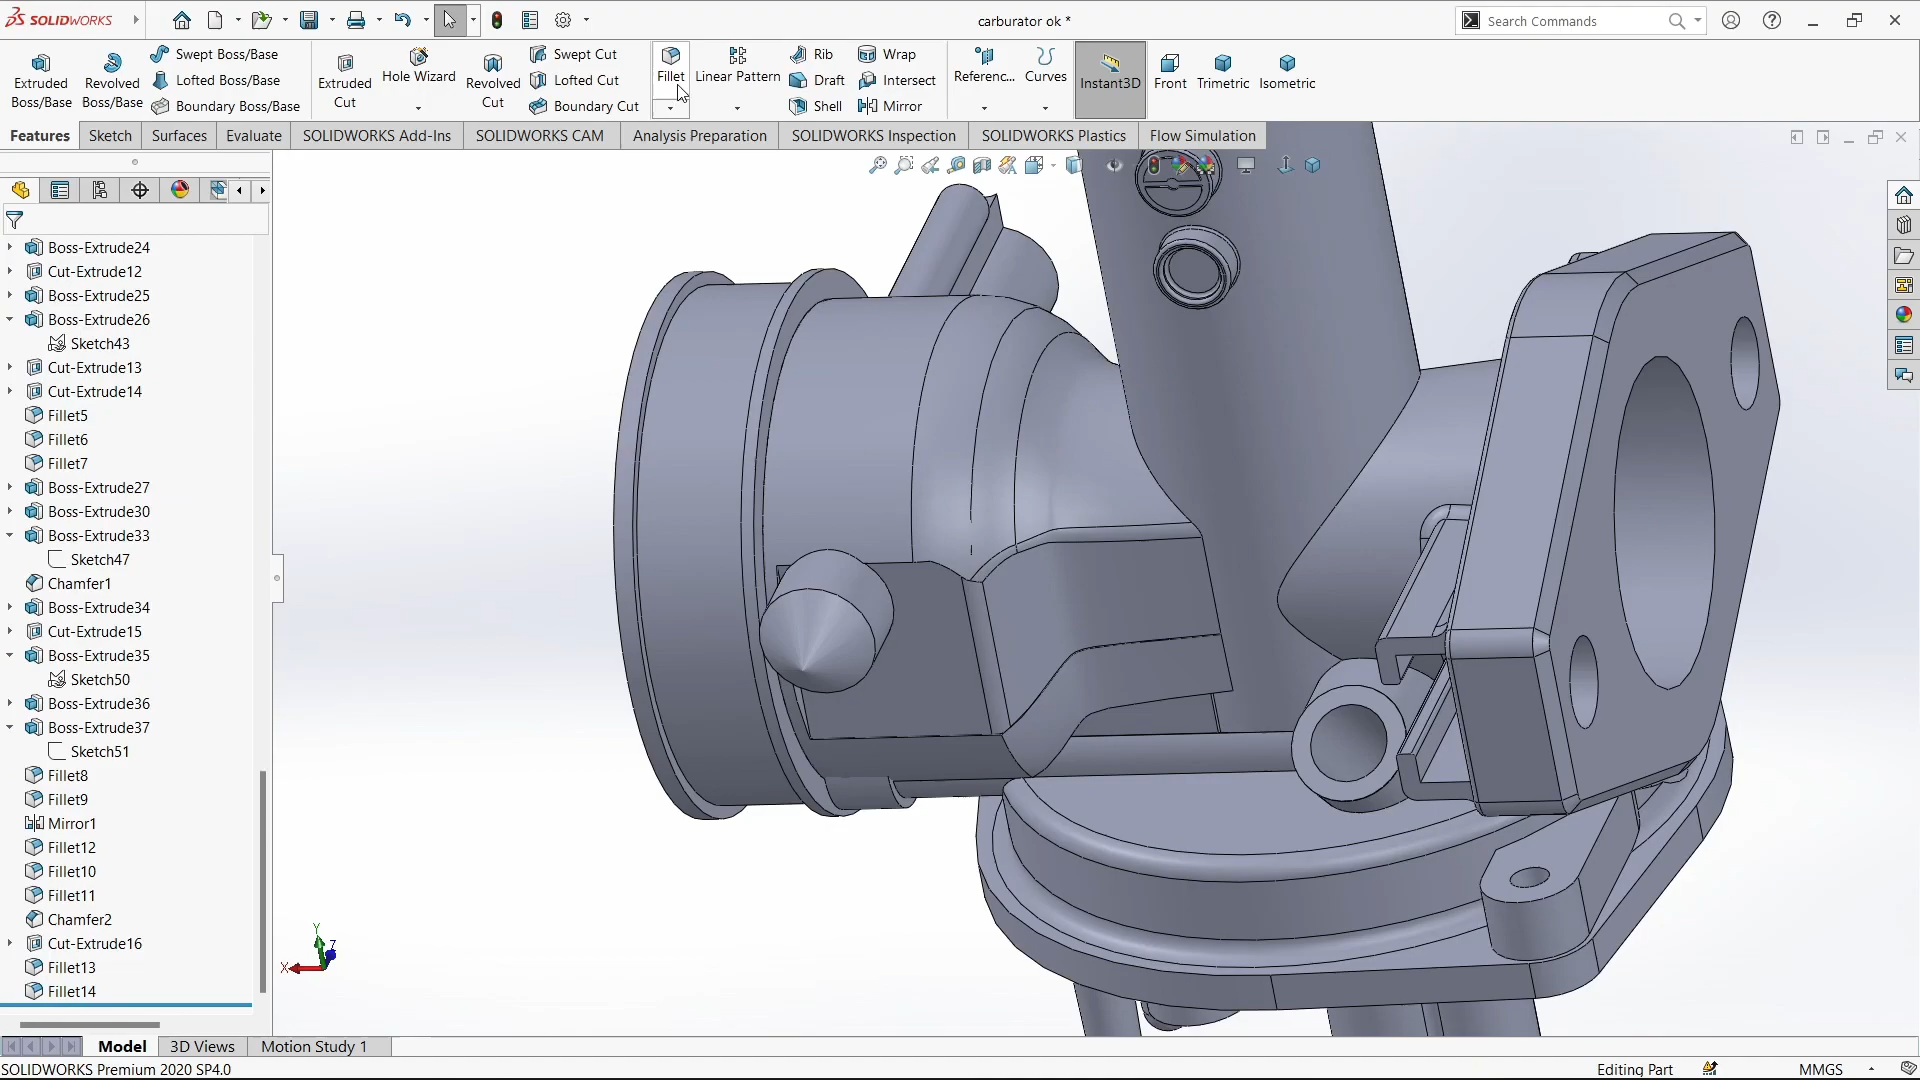 SOLIDWORKS
carburator ok *
Search Commands
Extruded Boss/Base
Revolved Boss/Base
Swept Boss/Base
Lofted Boss/Base
Boundary Boss/Base
Extruded Cut
Hole Wizard
Revolved Cut
Swept Cut
Lofted Cut
Boundary Cut
Fillet
Linear Pattern
Rib
Draft
Shell
Wrap
Intersect
Mirror
Referenc...
Curves
Instant3D
Front
Trimetric
Isometric
Features
Sketch
Surfaces
Evaluate
SOLIDWORKS Add-Ins
SOLIDWORKS CAM
Analysis Preparation
SOLIDWORKS Inspection
SOLIDWORKS Plastics
Flow Simulation
Boss-Extrude24
Cut-Extrude12
Boss-Extrude25
Boss-Extrude26
Sketch43
Cut-Extrude13
Cut-Extrude14
Fillet5
Fillet6
Fillet7
Boss-Extrude27
Boss-Extrude30
Boss-Extrude33
Sketch47
Chamfer1
Boss-Extrude34
Cut-Extrude15
Boss-Extrude35
Sketch50
Boss-Extrude36
Boss-Extrude37
Sketch51
Fillet8
Fillet9
Mirror1
Fillet12
Fillet10
Fillet11
Chamfer2
Cut-Extrude16
Fillet13
Fillet14
Y
Z
X
Model
3D Views
Motion Study 1
SOLIDWORKS Premium 2020 SP4.0
Editing Part
MMGS